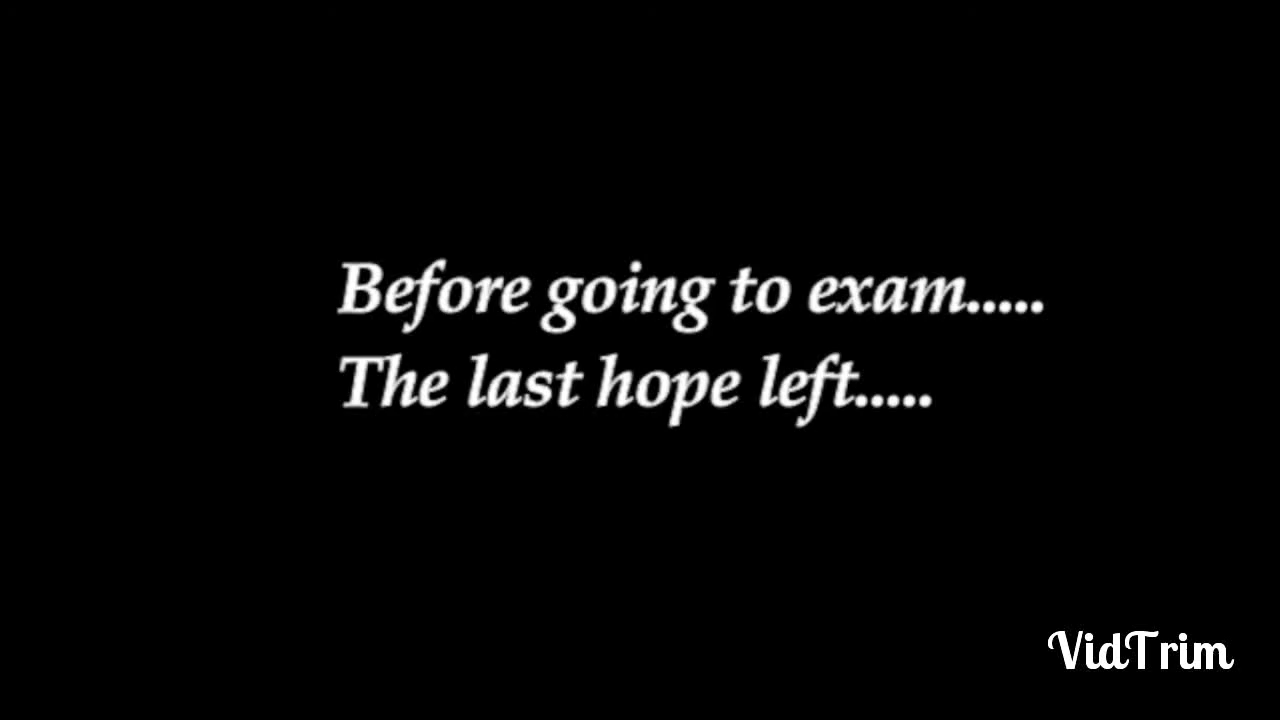 Before going to exam.....
The last hope left.....
VidTrim